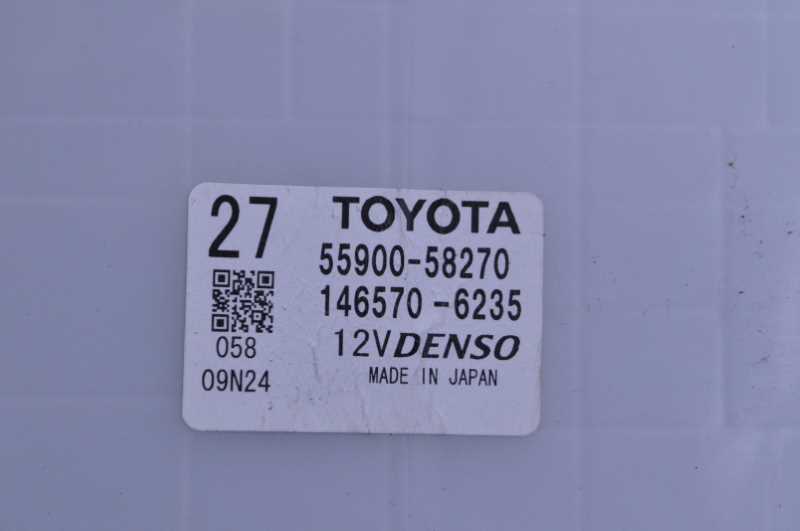 27
TOYOTA
55900-58270
146570-6235
058
12V DENSO
09N24
MADE IN JAPAN